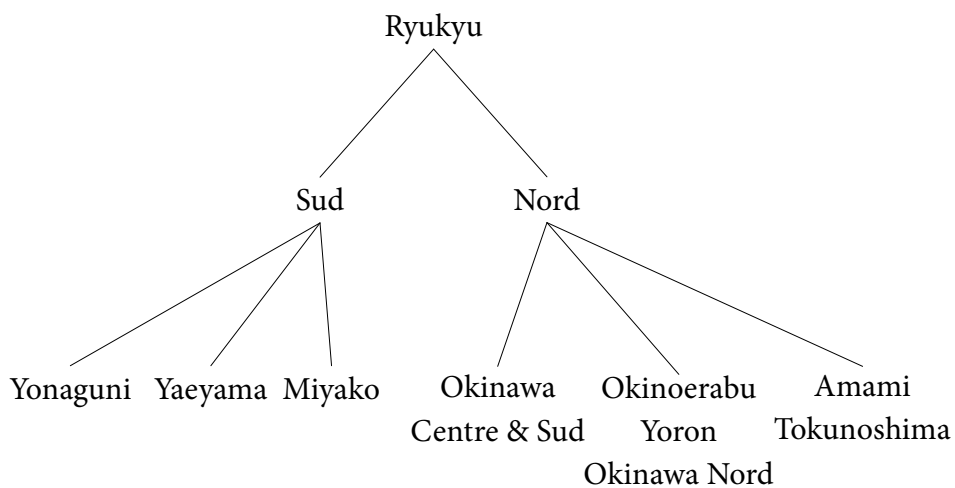 Ryukyu
Sud
Nord
Yonaguni
Yaeyama
Miyako
Okinawa
Centre & Sud
Okinoerabu
Yoron
Okinawa Nord
Amami
Tokunoshima